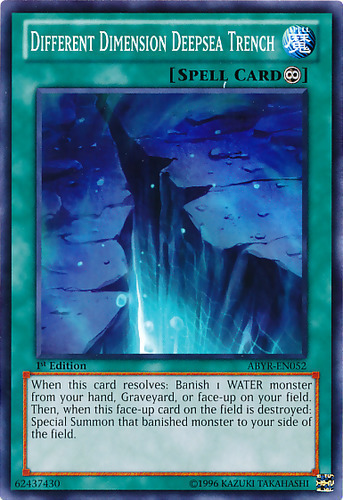 DIFFERENT DIMENSION DEEPSEA TRENCH
魔
[SPELL CARD]
1st Edition
ABYR-EN052
When this card resolves: Banish 1 WATER monster
from your hand, Graveyard, or face-up on your field.
Then, when this face-up card on the field is destroyed:
Special Summon that banished monster to your side of
the field.
62437430
©1996 KAZUKI TAKAHASHI